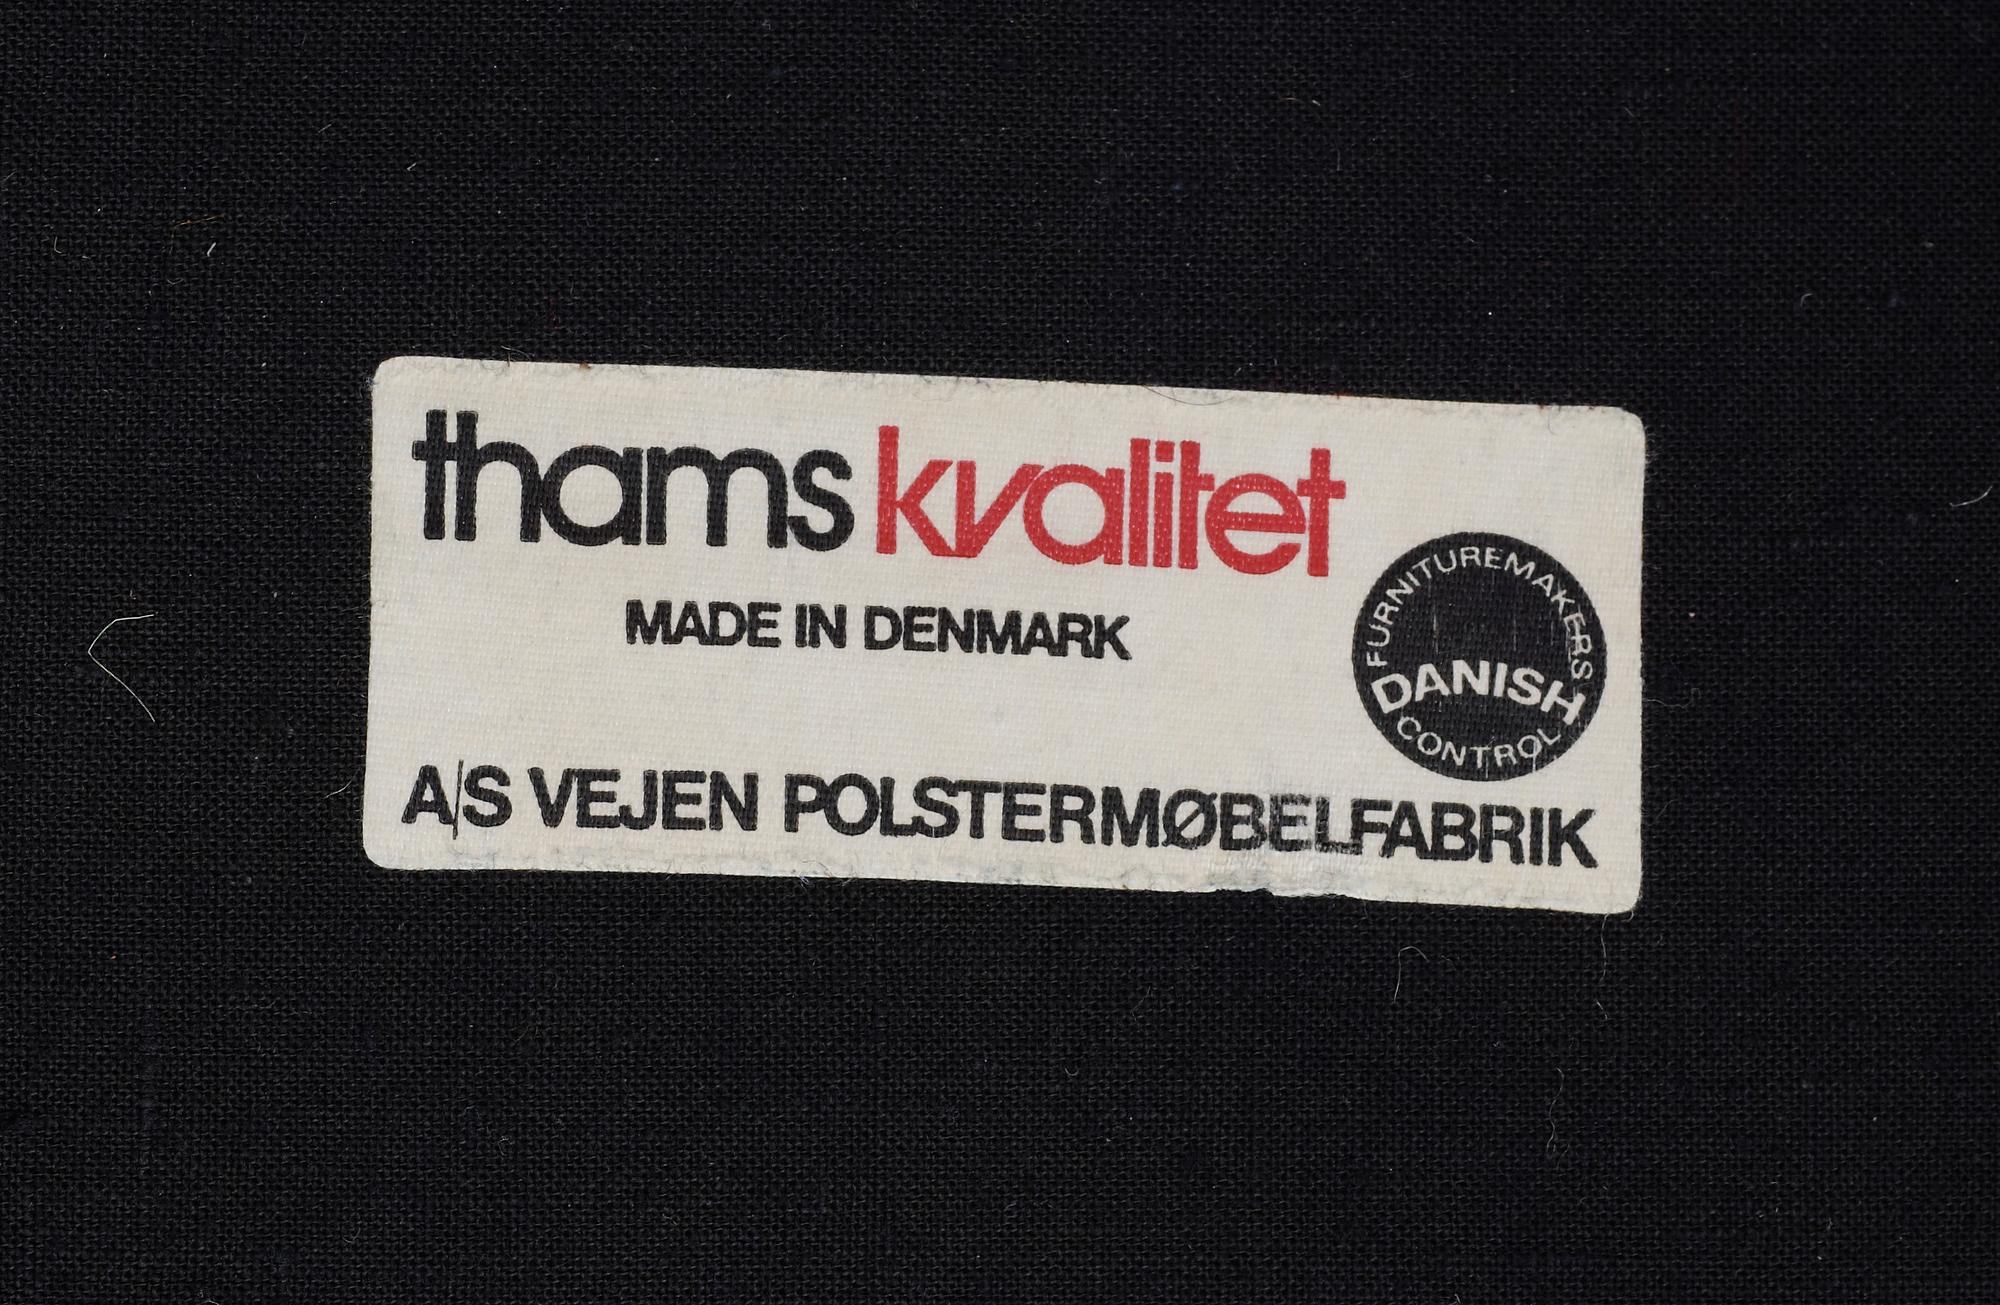 thams kvalitet
MADE IN DENMARK
FURNITUREMAKERS
DANISH
CONTROL
A/S VEJEN POLSTERMØBELFABRIK